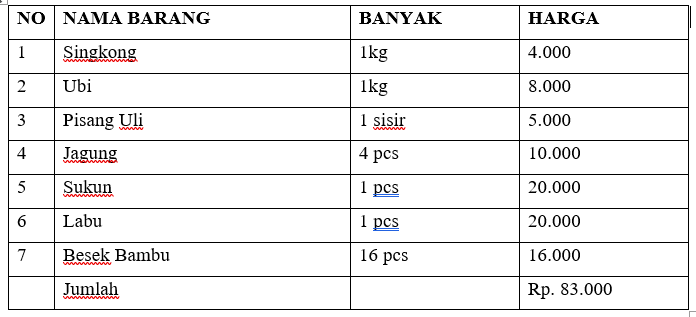 NO NAMA BARANG BANYAK HARGA
1 Singkong 1kg 4.000
2 Ubi 1kg 8.000
3 Pisang Uli 1 sisir 5.000
4 Jagung 4 pcs 10.000
5 Sukun 1 pcs 20.000
6 Labu 1 pcs 20.000
7 Besek Bambu 16 pcs 16.000
Jumlah Rp. 83.000